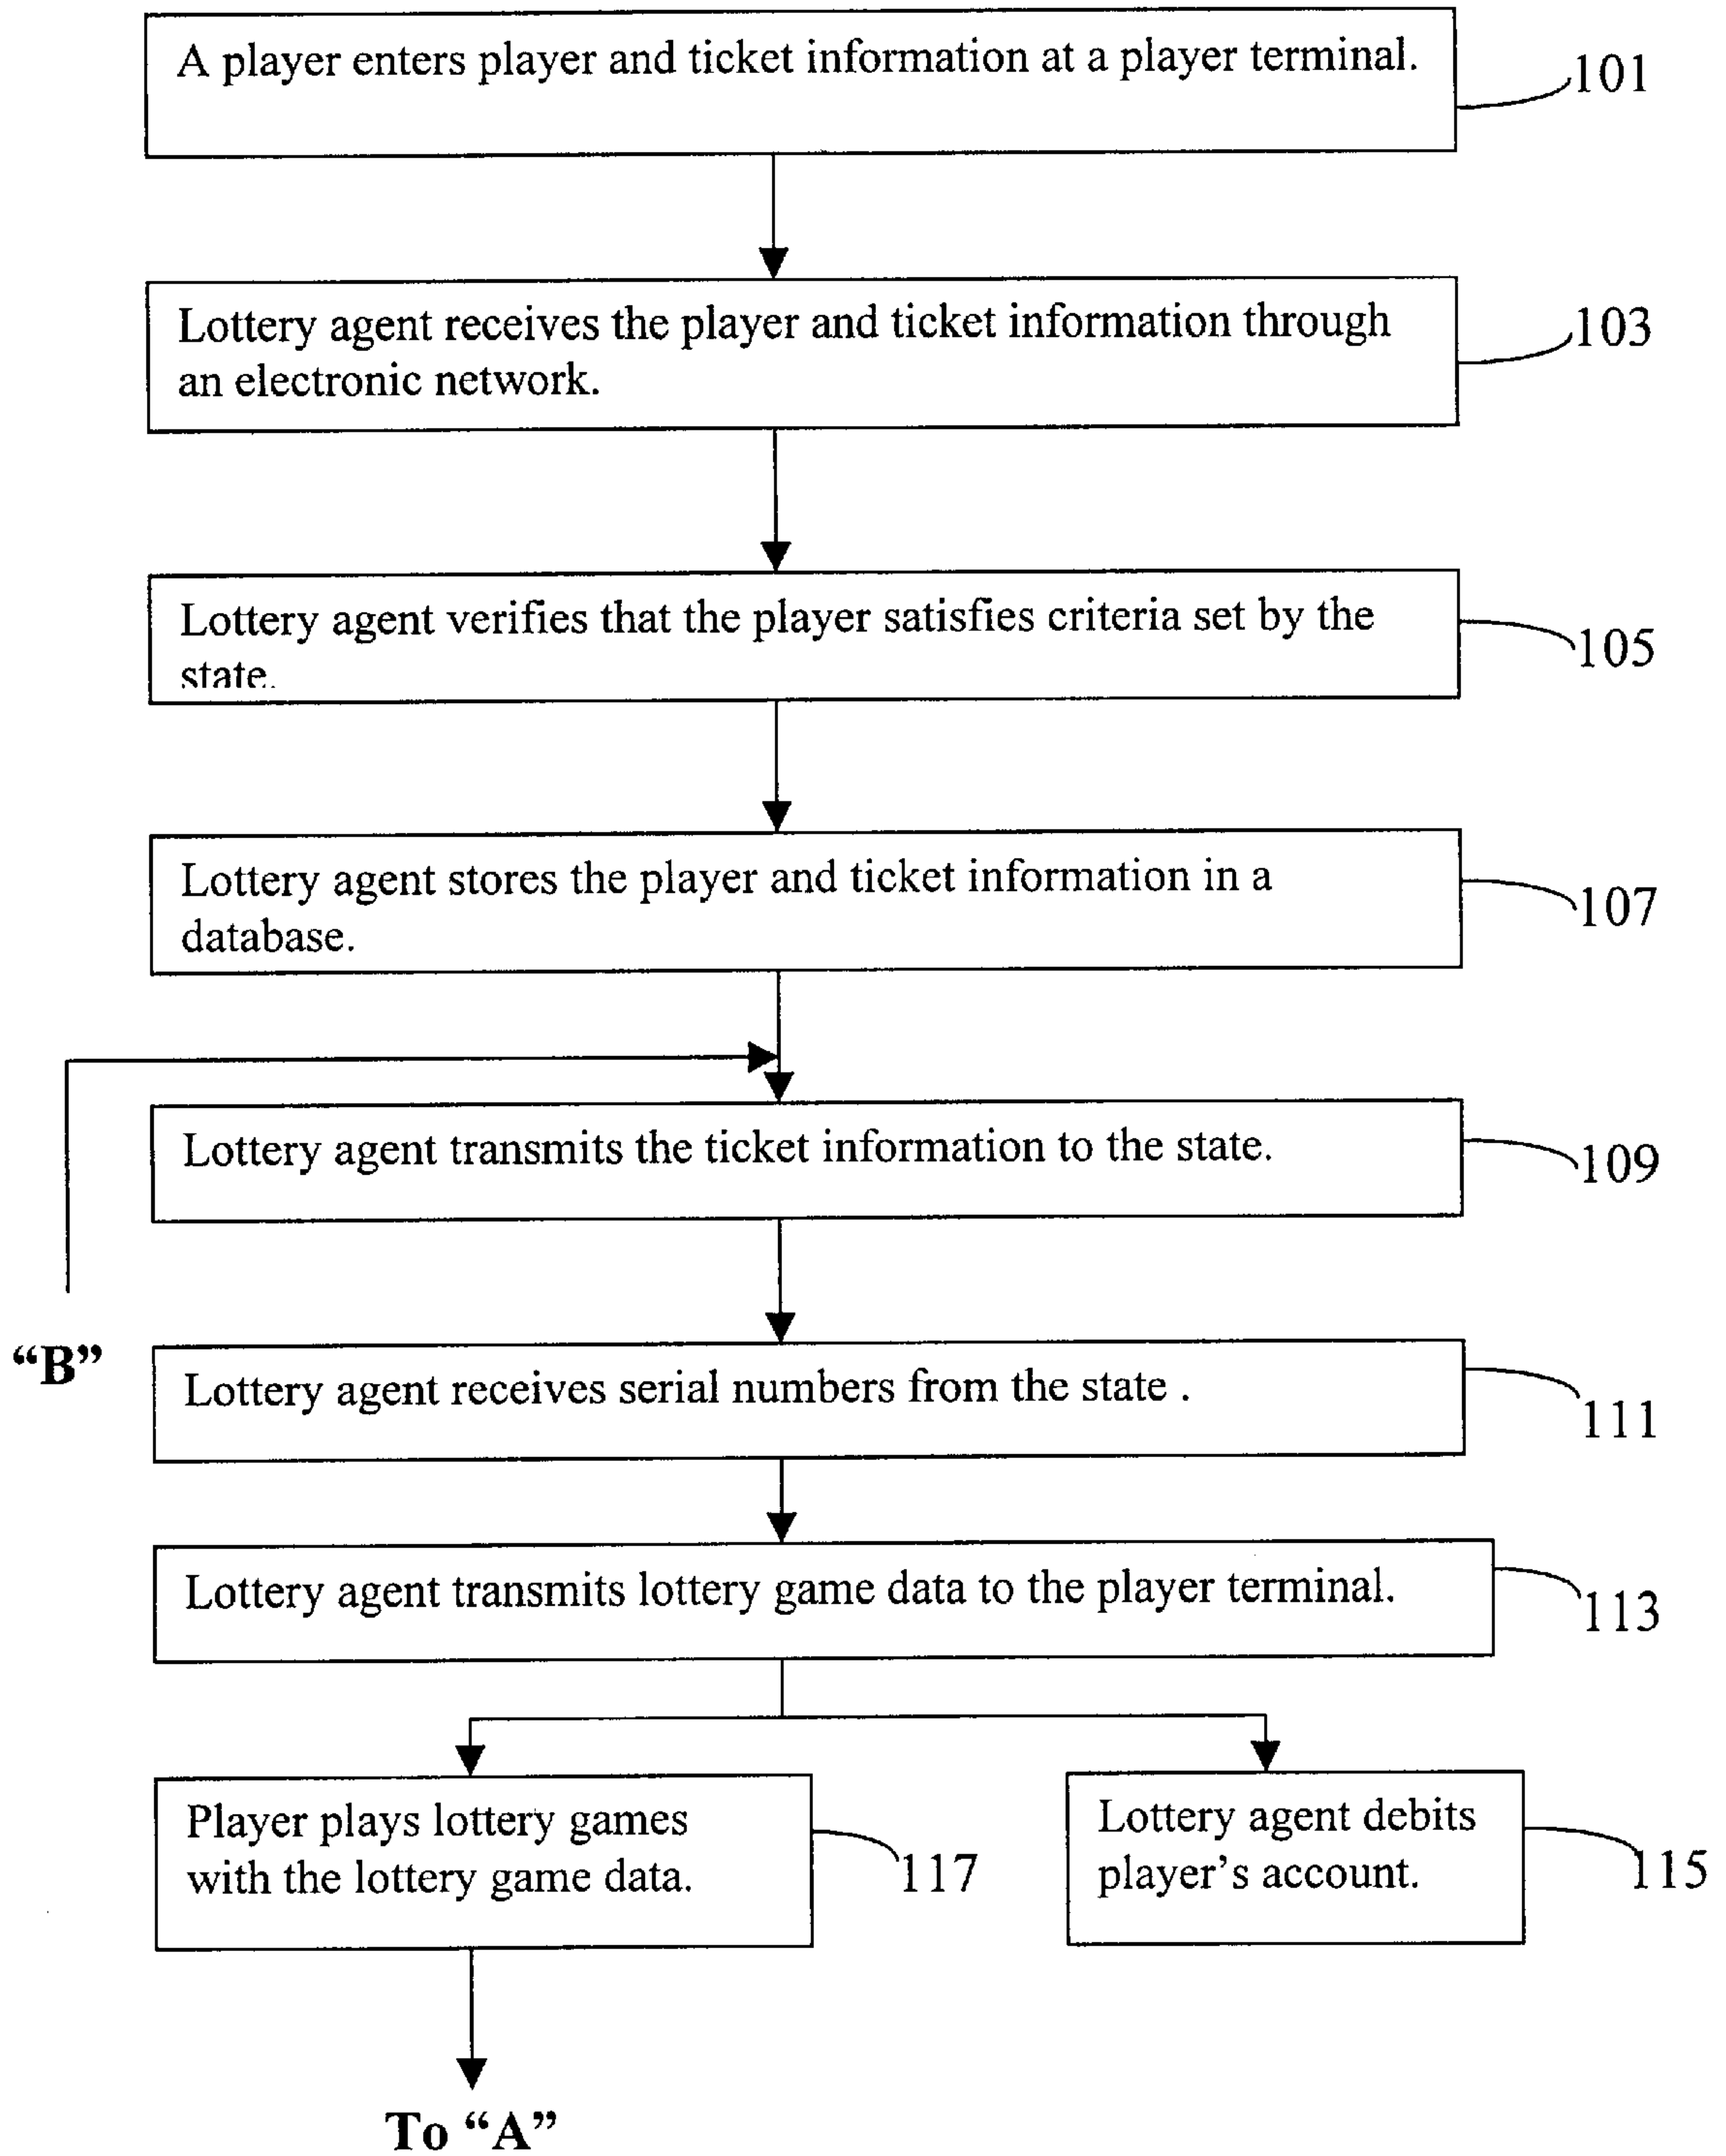 A player enters player and ticket information at a player terminal.
101
Lottery agent receives the player and ticket information through
an electronic network.
103
Lottery agent verifies that the player satisfies criteria set by the
state.
105
Lottery agent stores the player and ticket information in a
database.
107
Lottery agent transmits the ticket information to the state.
109
“B”
Lottery agent receives serial numbers from the state .
111
Lottery agent transmits lottery game data to the player terminal.
113
Player plays lottery games
with the lottery game data.
117
Lottery agent debits
player’s account.
115
To “A”